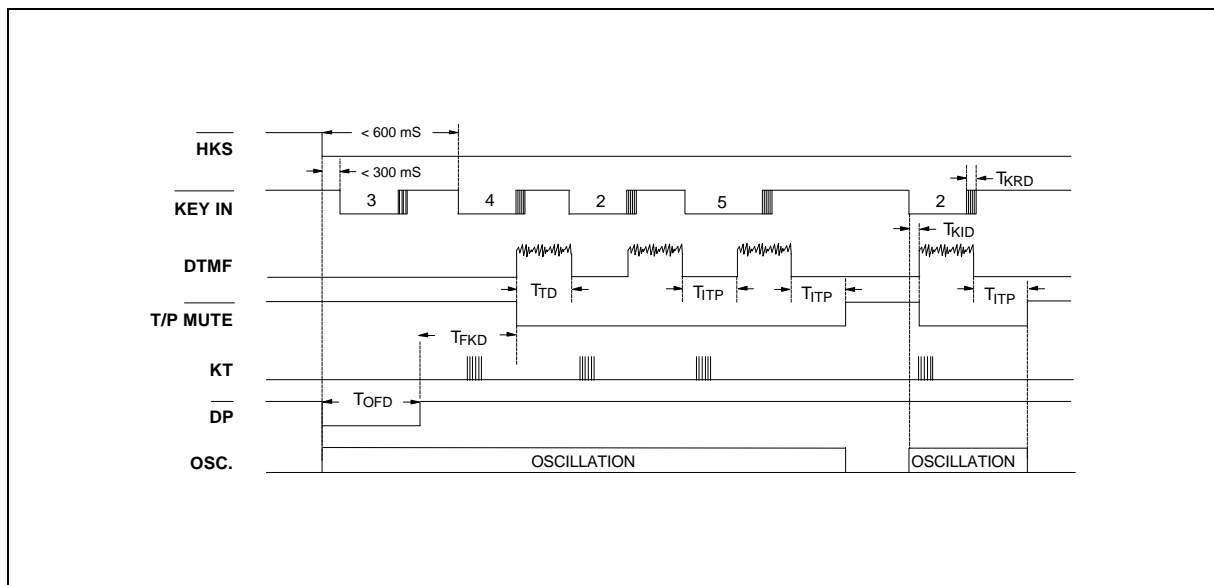 < 600 mS
HKS
< 300 mS
TKRD
3 4 2 5 2
KEY IN
TKID
DTMF
TTD TITP TITP TITP
T/P MUTE
TFKD
KT
TOFD
DP
OSC. OSCILLATION OSCILLATION